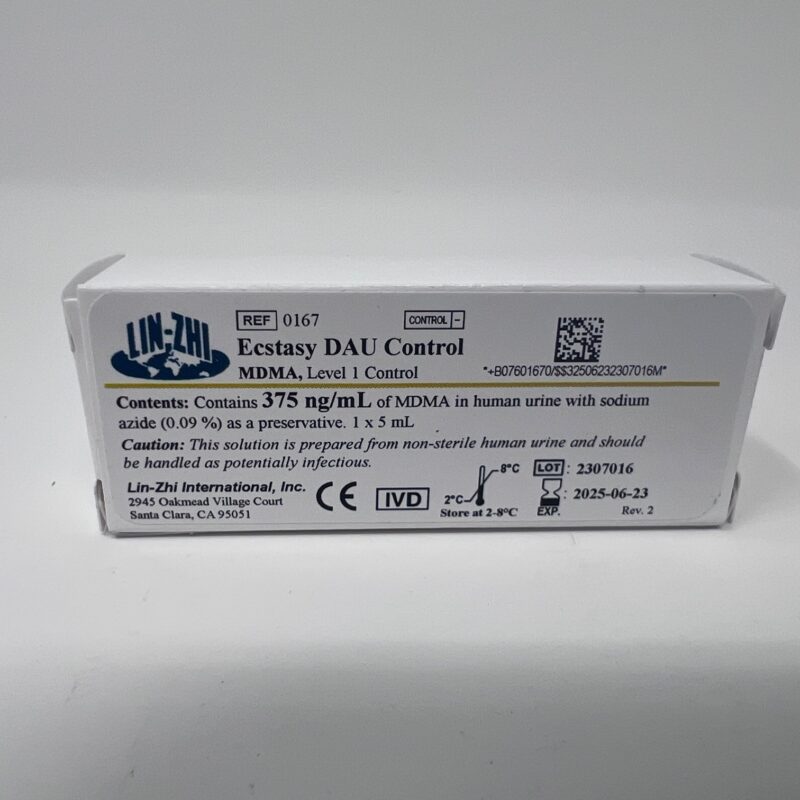 LIN-ZHI
REF 0167
CONTROL -
Ecstasy DAU Control
MDMA, Level 1 Control
*+B07601670/$$32506232307016M*
Contents: Contains 375 ng/mL of MDMA in human urine with sodium
azide (0.09 %) as a preservative. 1 x 5 mL
Caution: This solution is prepared from non-sterile human urine and should
be handled as potentially infectious.
Lin-Zhi International, Inc.
2945 Oakmead Village Court
Santa Clara, CA 95051
CE
IVD
8°C
2°C
Store at 2-8°C
LOT : 2307016
: 2025-06-23
EXP.
Rev. 2